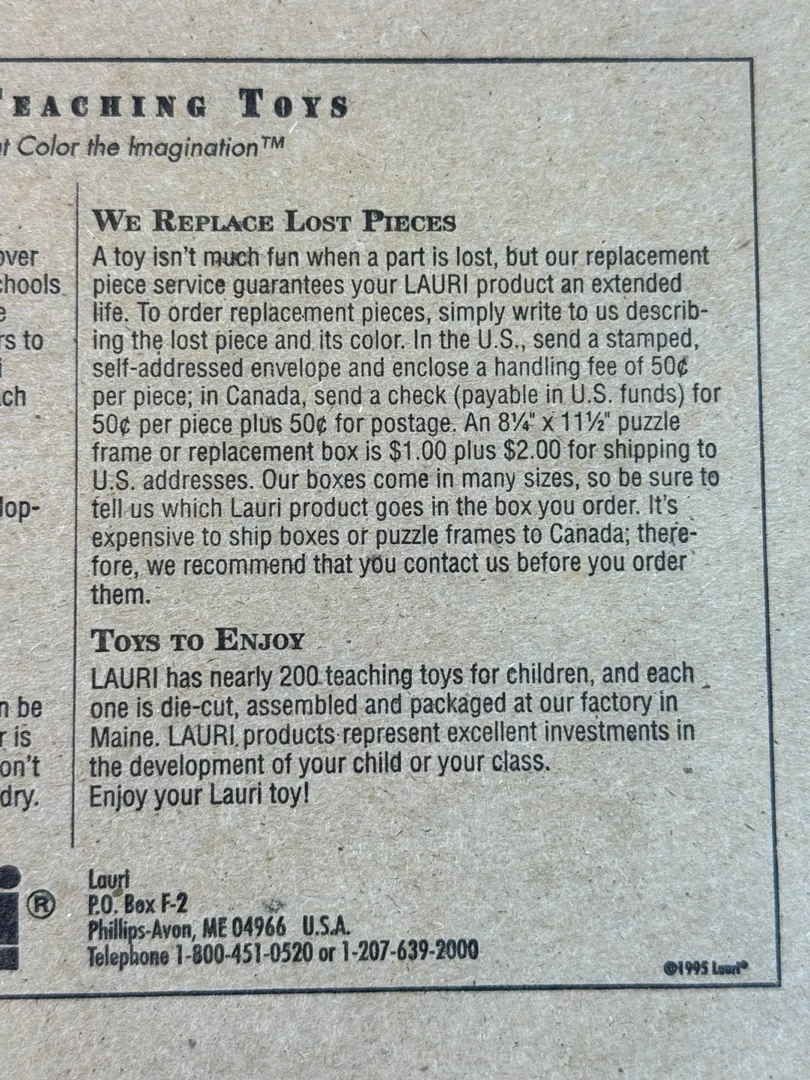 TEACHING TOYS
t Color the Imagination™
over
chools
e
rs to
i
ch
lop-
n be
r is
on't
dry.
WE REPLACE LOST PIECES
A toy isn't much fun when a part is lost, but our replacement
piece service guarantees your LAURI product an extended
life. To order replacement pieces, simply write to us describ-
ing the lost piece and its color. In the U.S., send a stamped,
self-addressed envelope and enclose a handling fee of 50¢
per piece; in Canada, send a check (payable in U.S. funds) for
50¢ per piece plus 50¢ for postage. An 8¼" x 11½" puzzle
frame or replacement box is $1.00 plus $2.00 for shipping to
U.S. addresses. Our boxes come in many sizes, so be sure to
tell us which Lauri product goes in the box you order. It's
expensive to ship boxes or puzzle frames to Canada; there-
fore, we recommend that you contact us before you order
them.
TOYS TO ENJOY
LAURI has nearly 200 teaching toys for children, and each
one is die-cut, assembled and packaged at our factory in
Maine. LAURI products represent excellent investments in
the development of your child or your class.
Enjoy your Lauri toy!
i®
Lauri
P.O. Box F-2
Phillips-Avon, ME 04966 U.S.A.
Telephone 1-800-451-0520 or 1-207-639-2000
©1995 Lauri®